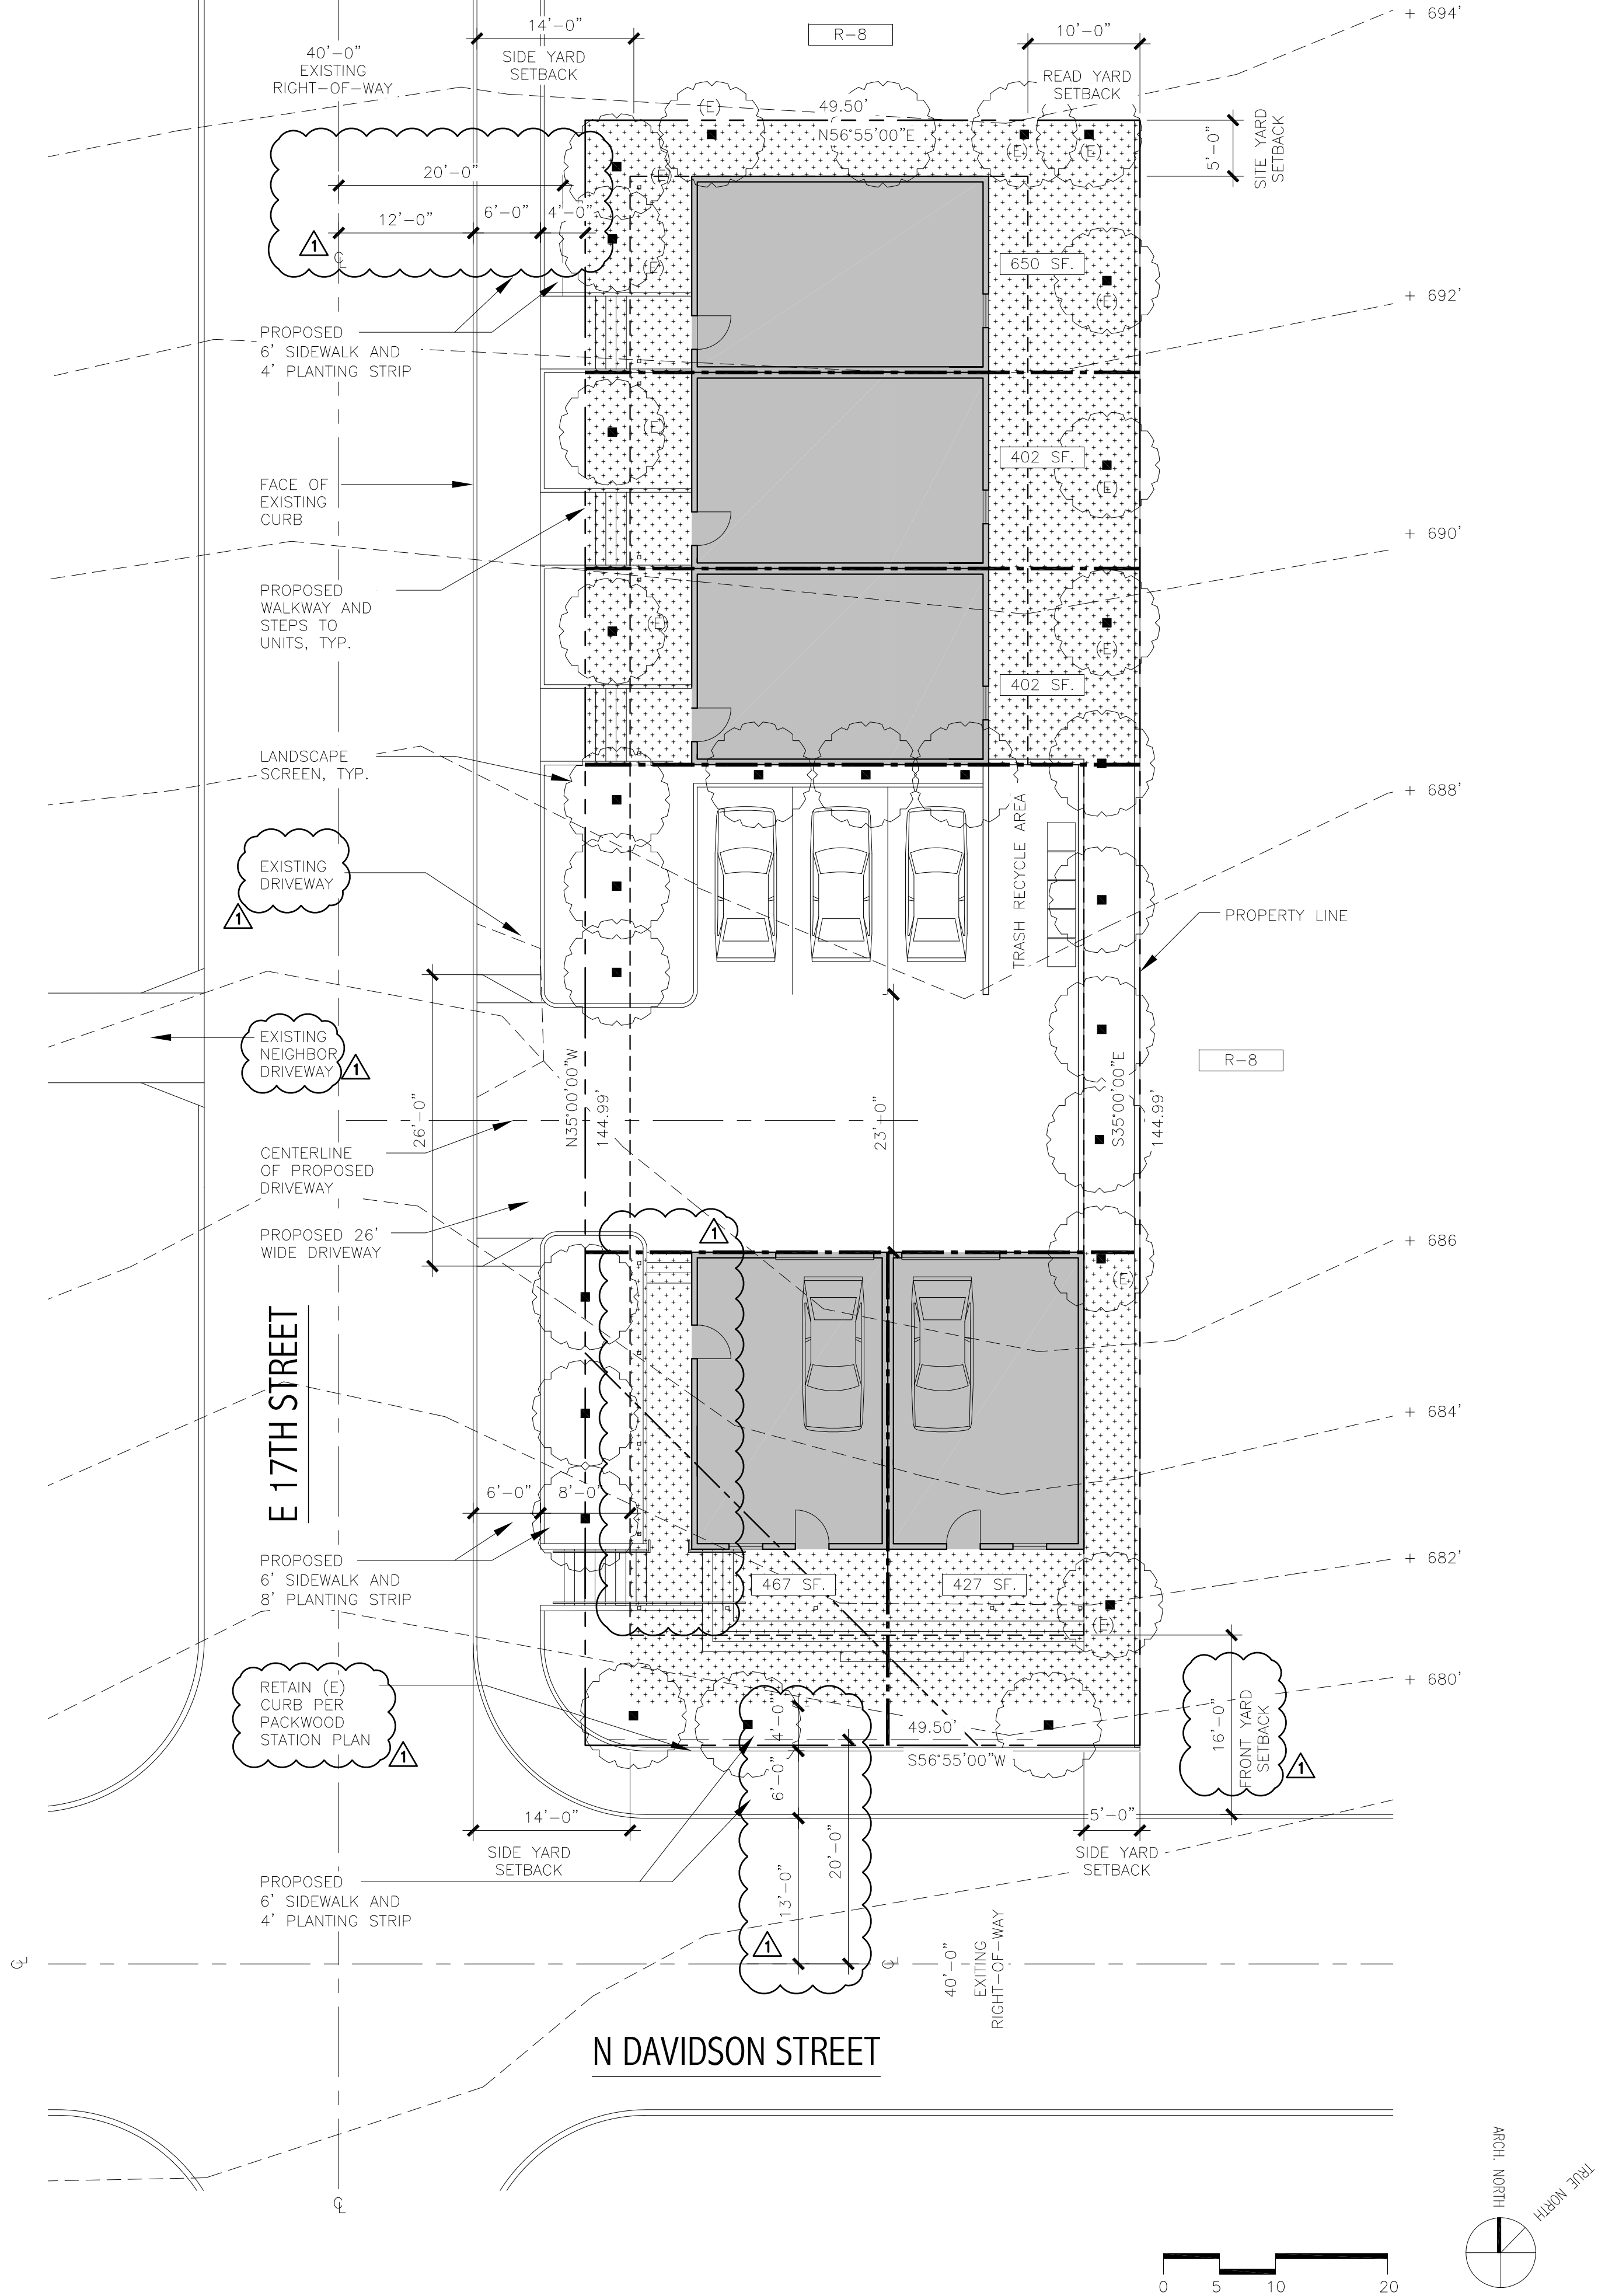 + 694'
14'-0"
R-8
10'-0"
40'-0"
EXISTING
RIGHT-OF-WAY
SIDE YARD
SETBACK
READ YARD
SETBACK
(E)
49.50'
N56°55'00"E
(E)
(E)
5'-0"
SITE YARD
SETBACK
20'-0"
(E)
12'-0"
6'-0"
4'-0"
1
℄
(E)
650 SF.
(E)
+ 692'
PROPOSED
6' SIDEWALK AND
4' PLANTING STRIP
(E)
402 SF.
(E)
FACE OF
EXISTING
CURB
+ 690'
PROPOSED
WALKWAY AND
STEPS TO
UNITS, TYP.
(E)
(E)
402 SF.
LANDSCAPE
SCREEN, TYP.
+ 688'
TRASH RECYCLE AREA
EXISTING
DRIVEWAY
1
PROPERTY LINE
EXISTING
NEIGHBOR
DRIVEWAY
1
R-8
26'-0"
N35°00'00"W
144.99'
23'-0"
S35°00'00"E
144.99'
CENTERLINE
OF PROPOSED
DRIVEWAY
PROPOSED 26'
WIDE DRIVEWAY
1
+ 686
(E)
E 17TH STREET
+ 684'
6'-0"
8'-0"
PROPOSED
6' SIDEWALK AND
8' PLANTING STRIP
+ 682'
467 SF.
427 SF.
(E)
RETAIN (E)
CURB PER
PACKWOOD
STATION PLAN
1
+ 680'
4'-0"
49.50'
S56°55'00"W
16'-0"
FRONT YARD
SETBACK
1
6'-0"
14'-0"
5'-0"
SIDE YARD
SETBACK
20'-0"
SIDE YARD
SETBACK
PROPOSED
6' SIDEWALK AND
4' PLANTING STRIP
13'-0"
1
℄
℄
40'-0"
EXITING
RIGHT-OF-WAY
N DAVIDSON STREET
℄
ARCH. NORTH
TRUE NORTH
0 5 10 20